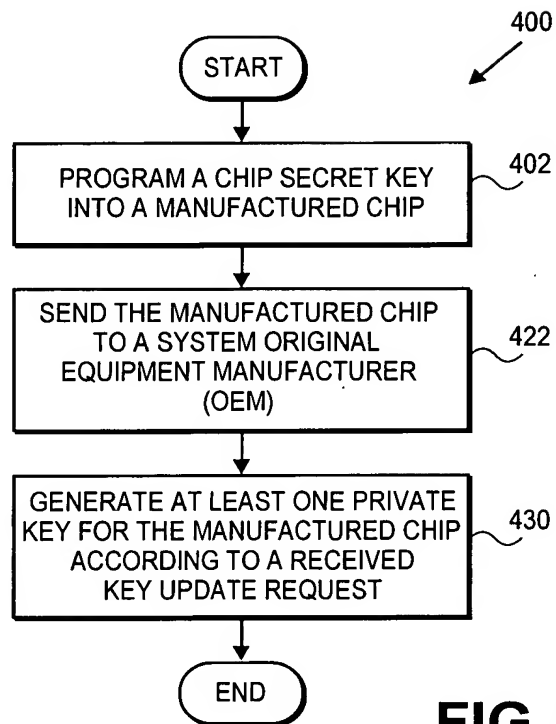 400
START
PROGRAM A CHIP SECRET KEY
INTO A MANUFACTURED CHIP
402
SEND THE MANUFACTURED CHIP
TO A SYSTEM ORIGINAL
EQUIPMENT MANUFACTURER
(OEM)
422
GENERATE AT LEAST ONE PRIVATE
KEY FOR THE MANUFACTURED CHIP
ACCORDING TO A RECEIVED
KEY UPDATE REQUEST
430
END
FIG